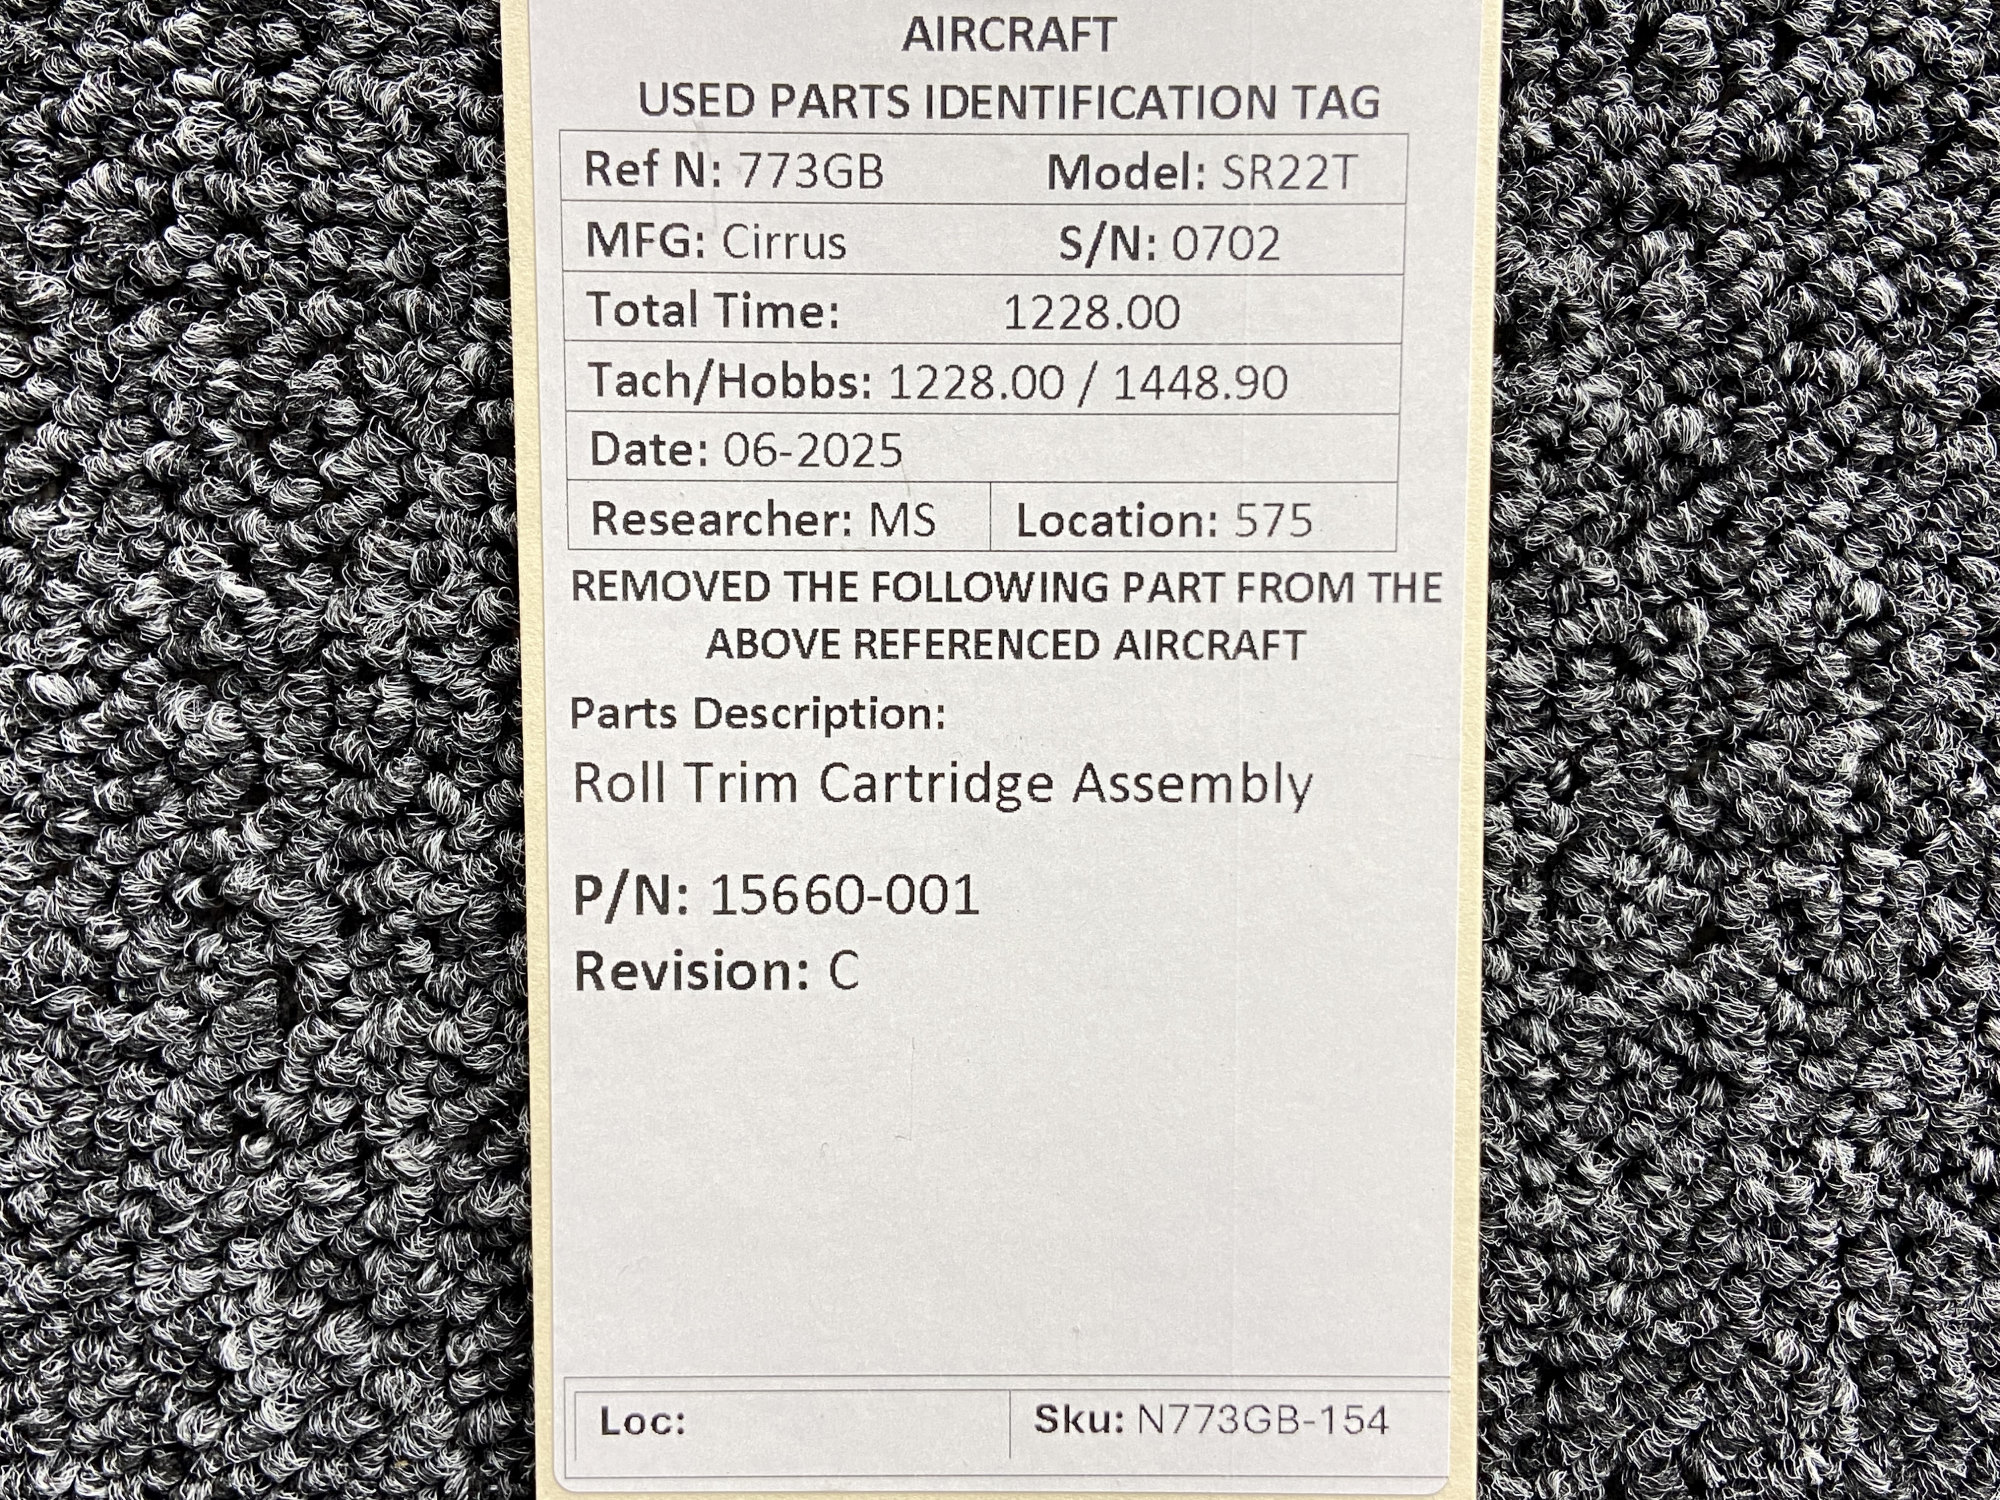 AIRCRAFT
USED PARTS IDENTIFICATION TAG
Ref N: 773GB Model: SR22T
MFG: Cirrus S/N: 0702
Total Time: 1228.00
Tach/Hobbs: 1228.00 / 1448.90
Date: 06-2025
Researcher: MS Location: 575
REMOVED THE FOLLOWING PART FROM THE
ABOVE REFERENCED AIRCRAFT
Parts Description:
Roll Trim Cartridge Assembly
P/N: 15660-001
Revision: C
Loc: Sku: N773GB-154